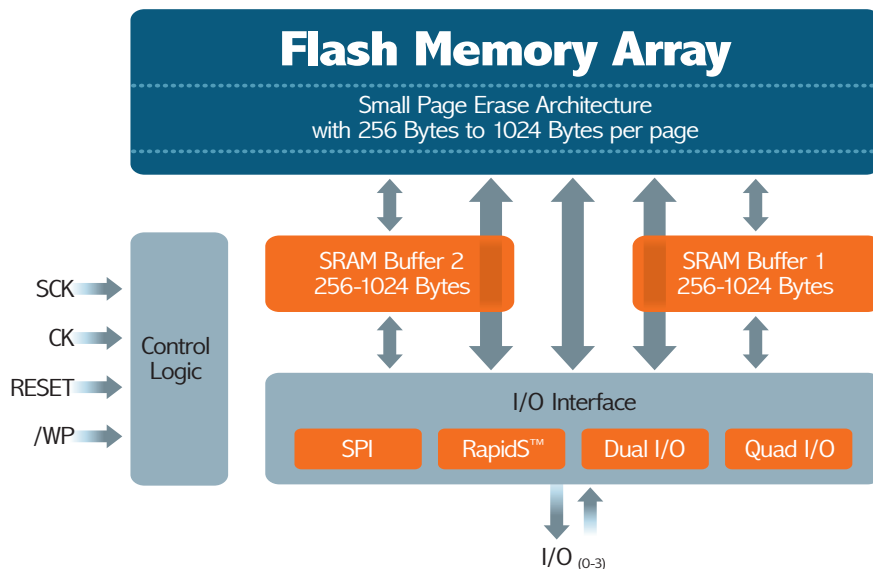 Flash Memory Array
Small Page Erase Architecture
with 256 Bytes to 1024 Bytes per page
SRAM Buffer 2
256-1024 Bytes
SRAM Buffer 1
256-1024 Bytes
SCK
CK
RESET
/WP
Control
Logic
I/O Interface
SPI
RapidS™
Dual I/O
Quad I/O
I/O (0-3)